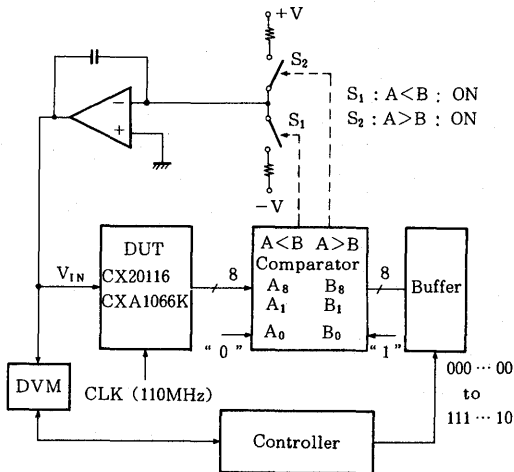 +V
S2
S1 : A<B : ON
S2 : A>B : ON
−
+
S1
−V
DUT
CX20116
CXA1066K
VIN
8
A<B A>B
Comparator
A8 B8
A1 B1
A0 B0
8
Buffer
"0"
"1"
DVM
CLK (110MHz)
000 ··· 00
to
111 ··· 10
Controller